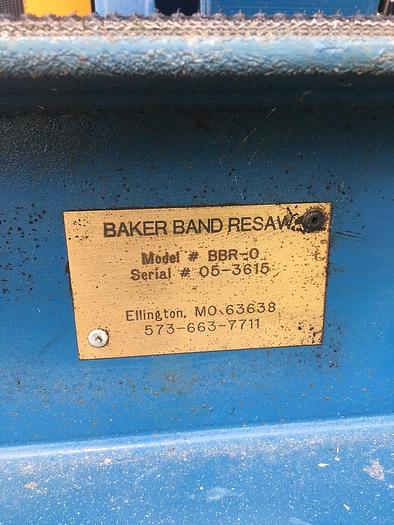 BAKER BAND RESAW
Model # BBR-0
Serial # 05-3615
Ellington, MO 63638
573-663-7711